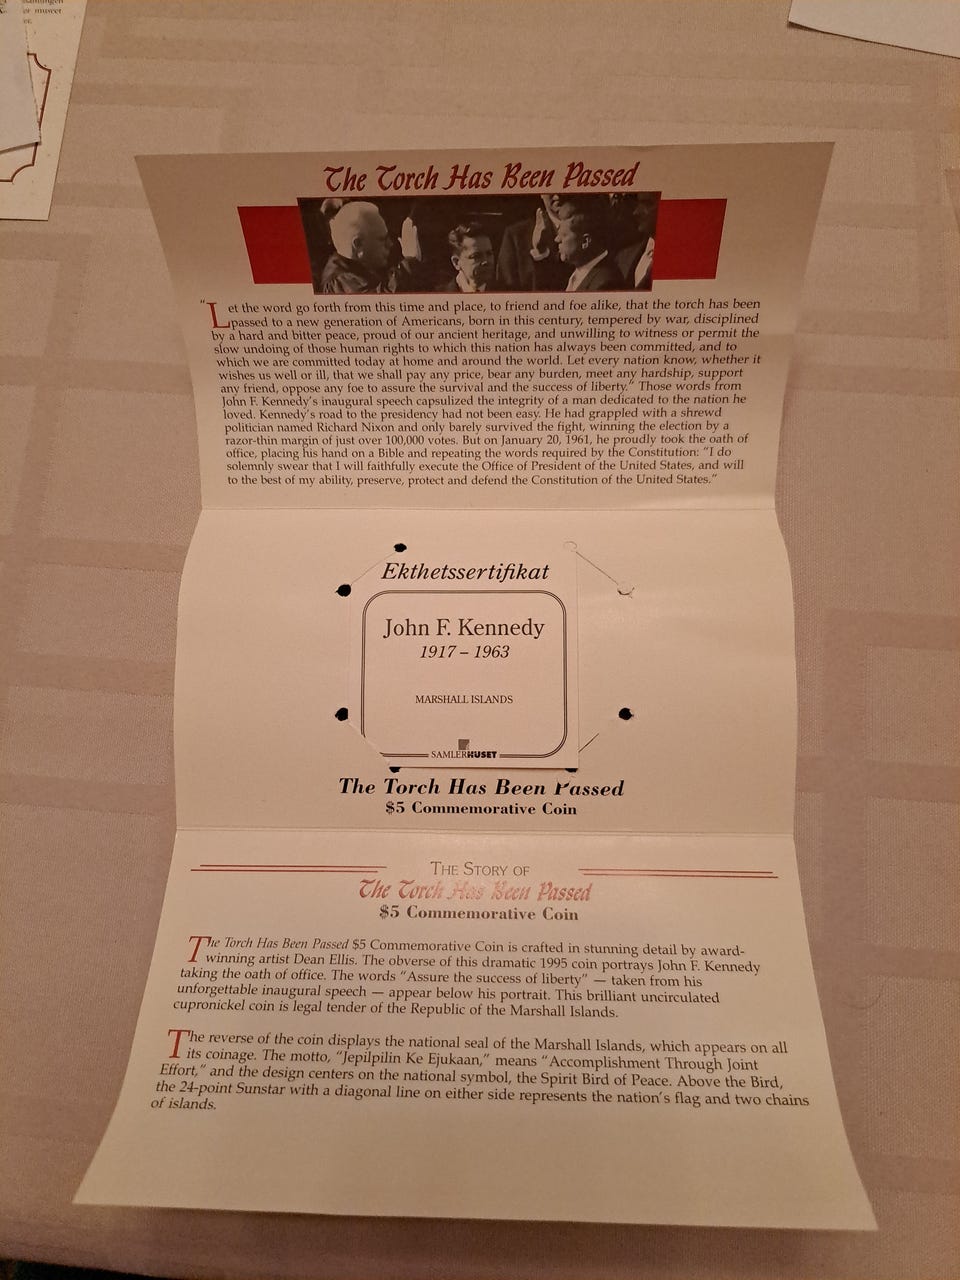 The Torch Has Been Passed
"Let the word go forth from this time and place, to friend and foe alike, that the torch has been
passed to a new generation of Americans, born in this century, tempered by war, disciplined
by a hard and bitter peace, proud of our ancient heritage, and unwilling to witness or permit the
slow undoing of those human rights to which this nation has always been committed, and to
which we are committed today at home and around the world. Let every nation know, whether it
wishes us well or ill, that we shall pay any price, bear any burden, meet any hardship, support
any friend, oppose any foe to assure the survival and the success of liberty." Those words from
John F. Kennedy's inaugural speech capsulized the integrity of a man dedicated to the nation he
loved. Kennedy's road to the presidency had not been easy. He had grappled with a shrewd
politician named Richard Nixon and only barely survived the fight, winning the election by a
razor-thin margin of just over 100,000 votes. But on January 20, 1961, he proudly took the oath of
office, placing his hand on a Bible and repeating the words required by the Constitution: "I do
solemnly swear that I will faithfully execute the Office of President of the United States, and will
to the best of my ability, preserve, protect and defend the Constitution of the United States."
Ekthetssertifikat
John F. Kennedy
1917 – 1963
MARSHALL ISLANDS
SAMLERHUSET
The Torch Has Been Passed
$5 Commemorative Coin
THE STORY OF
The Torch Has Been Passed
$5 Commemorative Coin
The Torch Has Been Passed $5 Commemorative Coin is crafted in stunning detail by award-
winning artist Dean Ellis. The obverse of this dramatic 1995 coin portrays John F. Kennedy
taking the oath of office. The words "Assure the success of liberty" — taken from his
unforgettable inaugural speech — appear below his portrait. This brilliant uncirculated
cupronickel coin is legal tender of the Republic of the Marshall Islands.
The reverse of the coin displays the national seal of the Marshall Islands, which appears on all
its coinage. The motto, "Jepilpilin Ke Ejukaan," means "Accomplishment Through Joint
Effort," and the design centers on the national symbol, the Spirit Bird of Peace. Above the Bird,
the 24-point Sunstar with a diagonal line on either side represents the nation's flag and two chains
of islands.